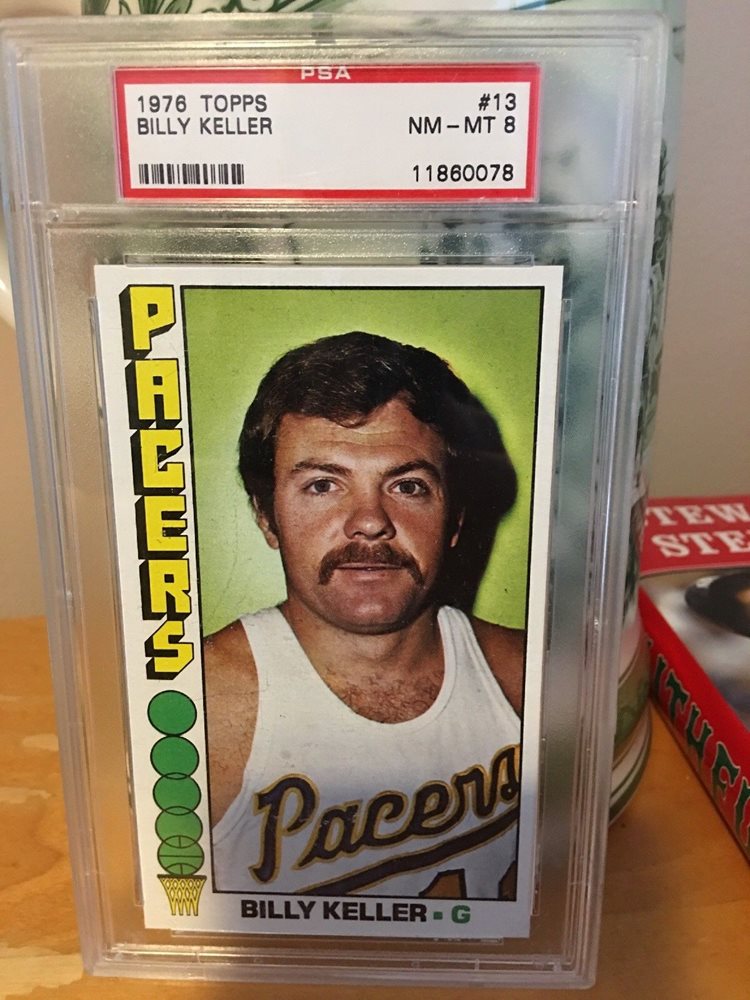 PSA
1976 TOPPS #13
BILLY KELLER NM-MT 8
11860078
PACERS
Pacers
BILLY KELLER ▪ G